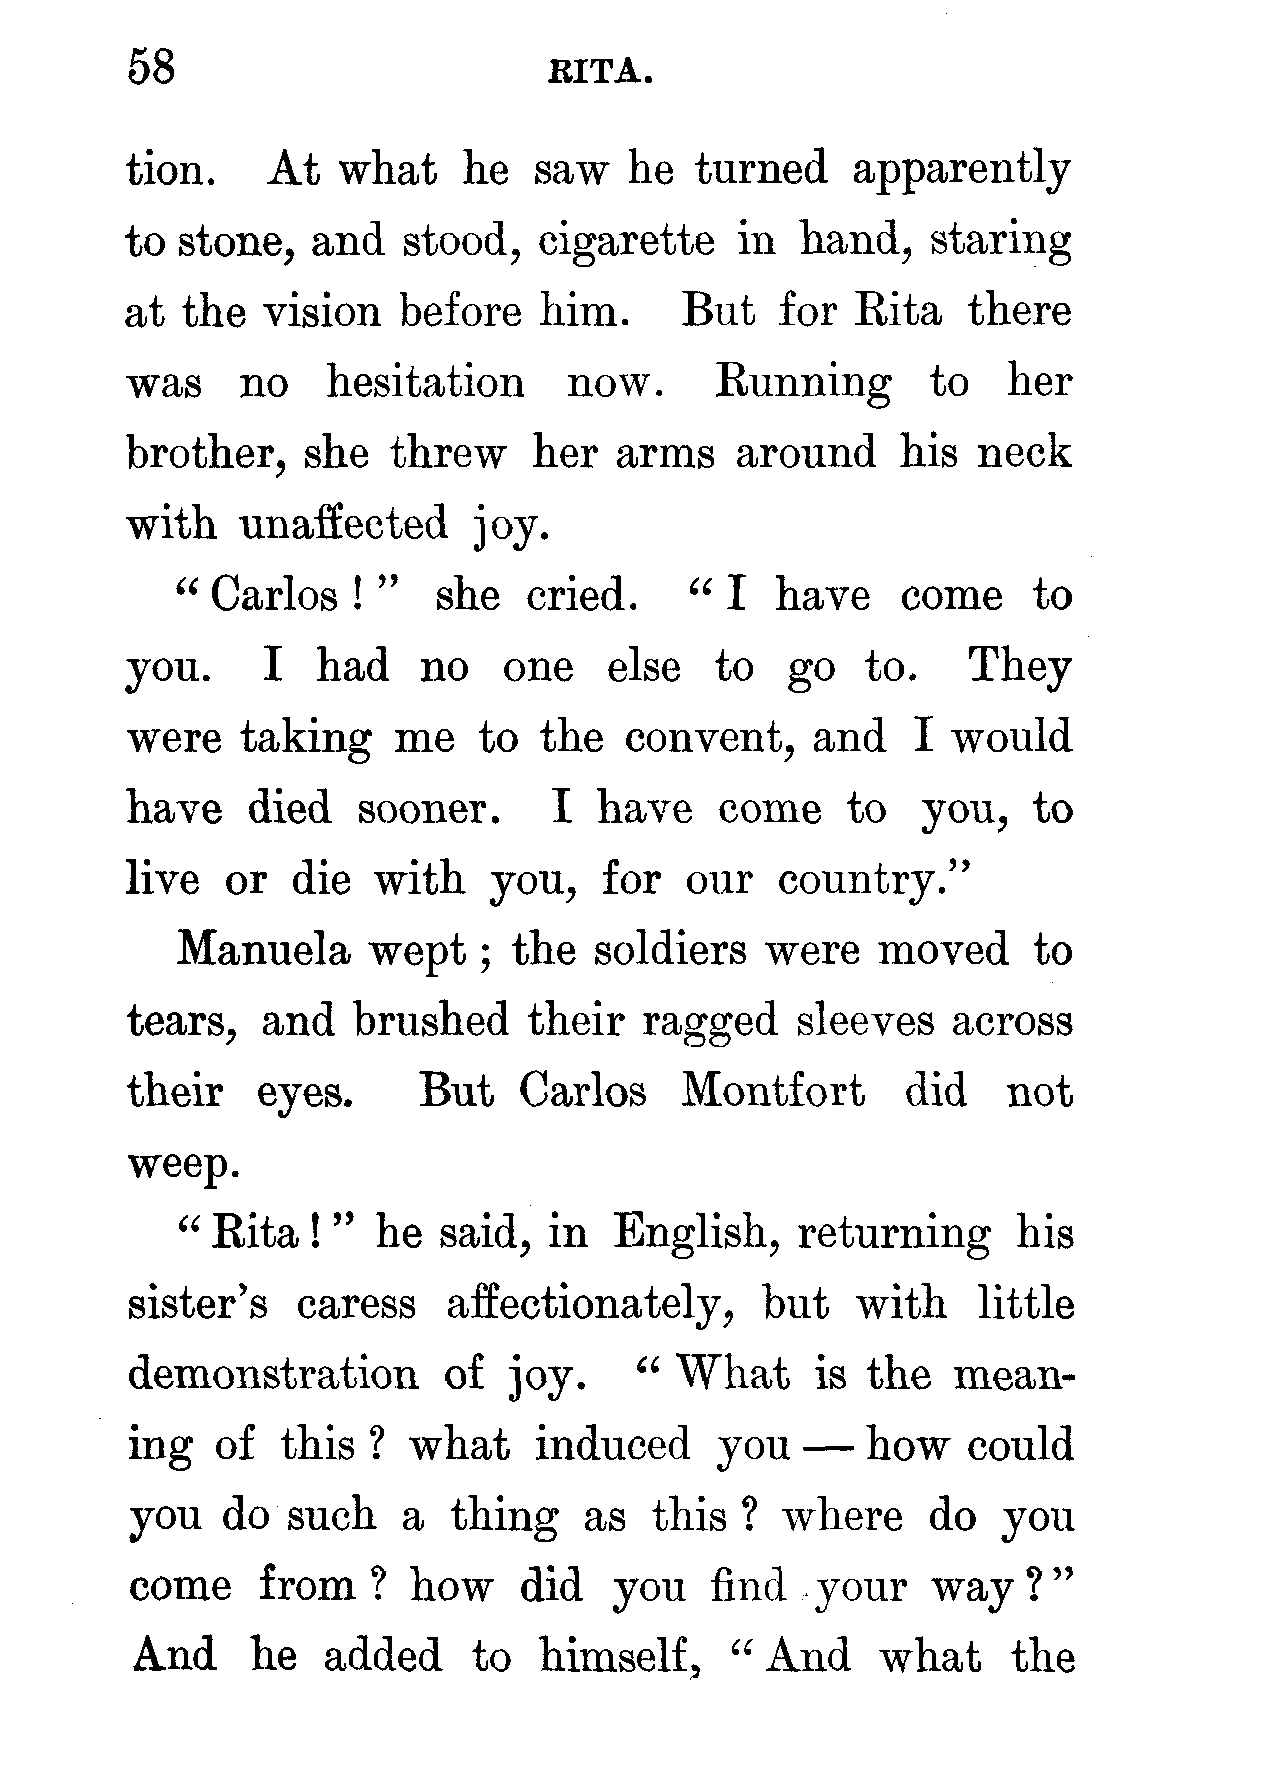 58 RITA.
tion. At what he saw he turned apparently
to stone, and stood, cigarette in hand, staring
at the vision before him. But for Rita there
was no hesitation now. Running to her
brother, she threw her arms around his neck
with unaffected joy.
“ Carlos ! ” she cried. “ I have come to
you. I had no one else to go to. They
were taking me to the convent, and I would
have died sooner. I have come to you, to
live or die with you, for our country.”
Manuela wept ; the soldiers were moved to
tears, and brushed their ragged sleeves across
their eyes. But Carlos Montfort did not
weep.
“ Rita ! ” he said, in English, returning his
sister’s caress affectionately, but with little
demonstration of joy. “ What is the mean-
ing of this ? what induced you — how could
you do such a thing as this ? where do you
come from ? how did you find your way ? ”
And he added to himself, “ And what the